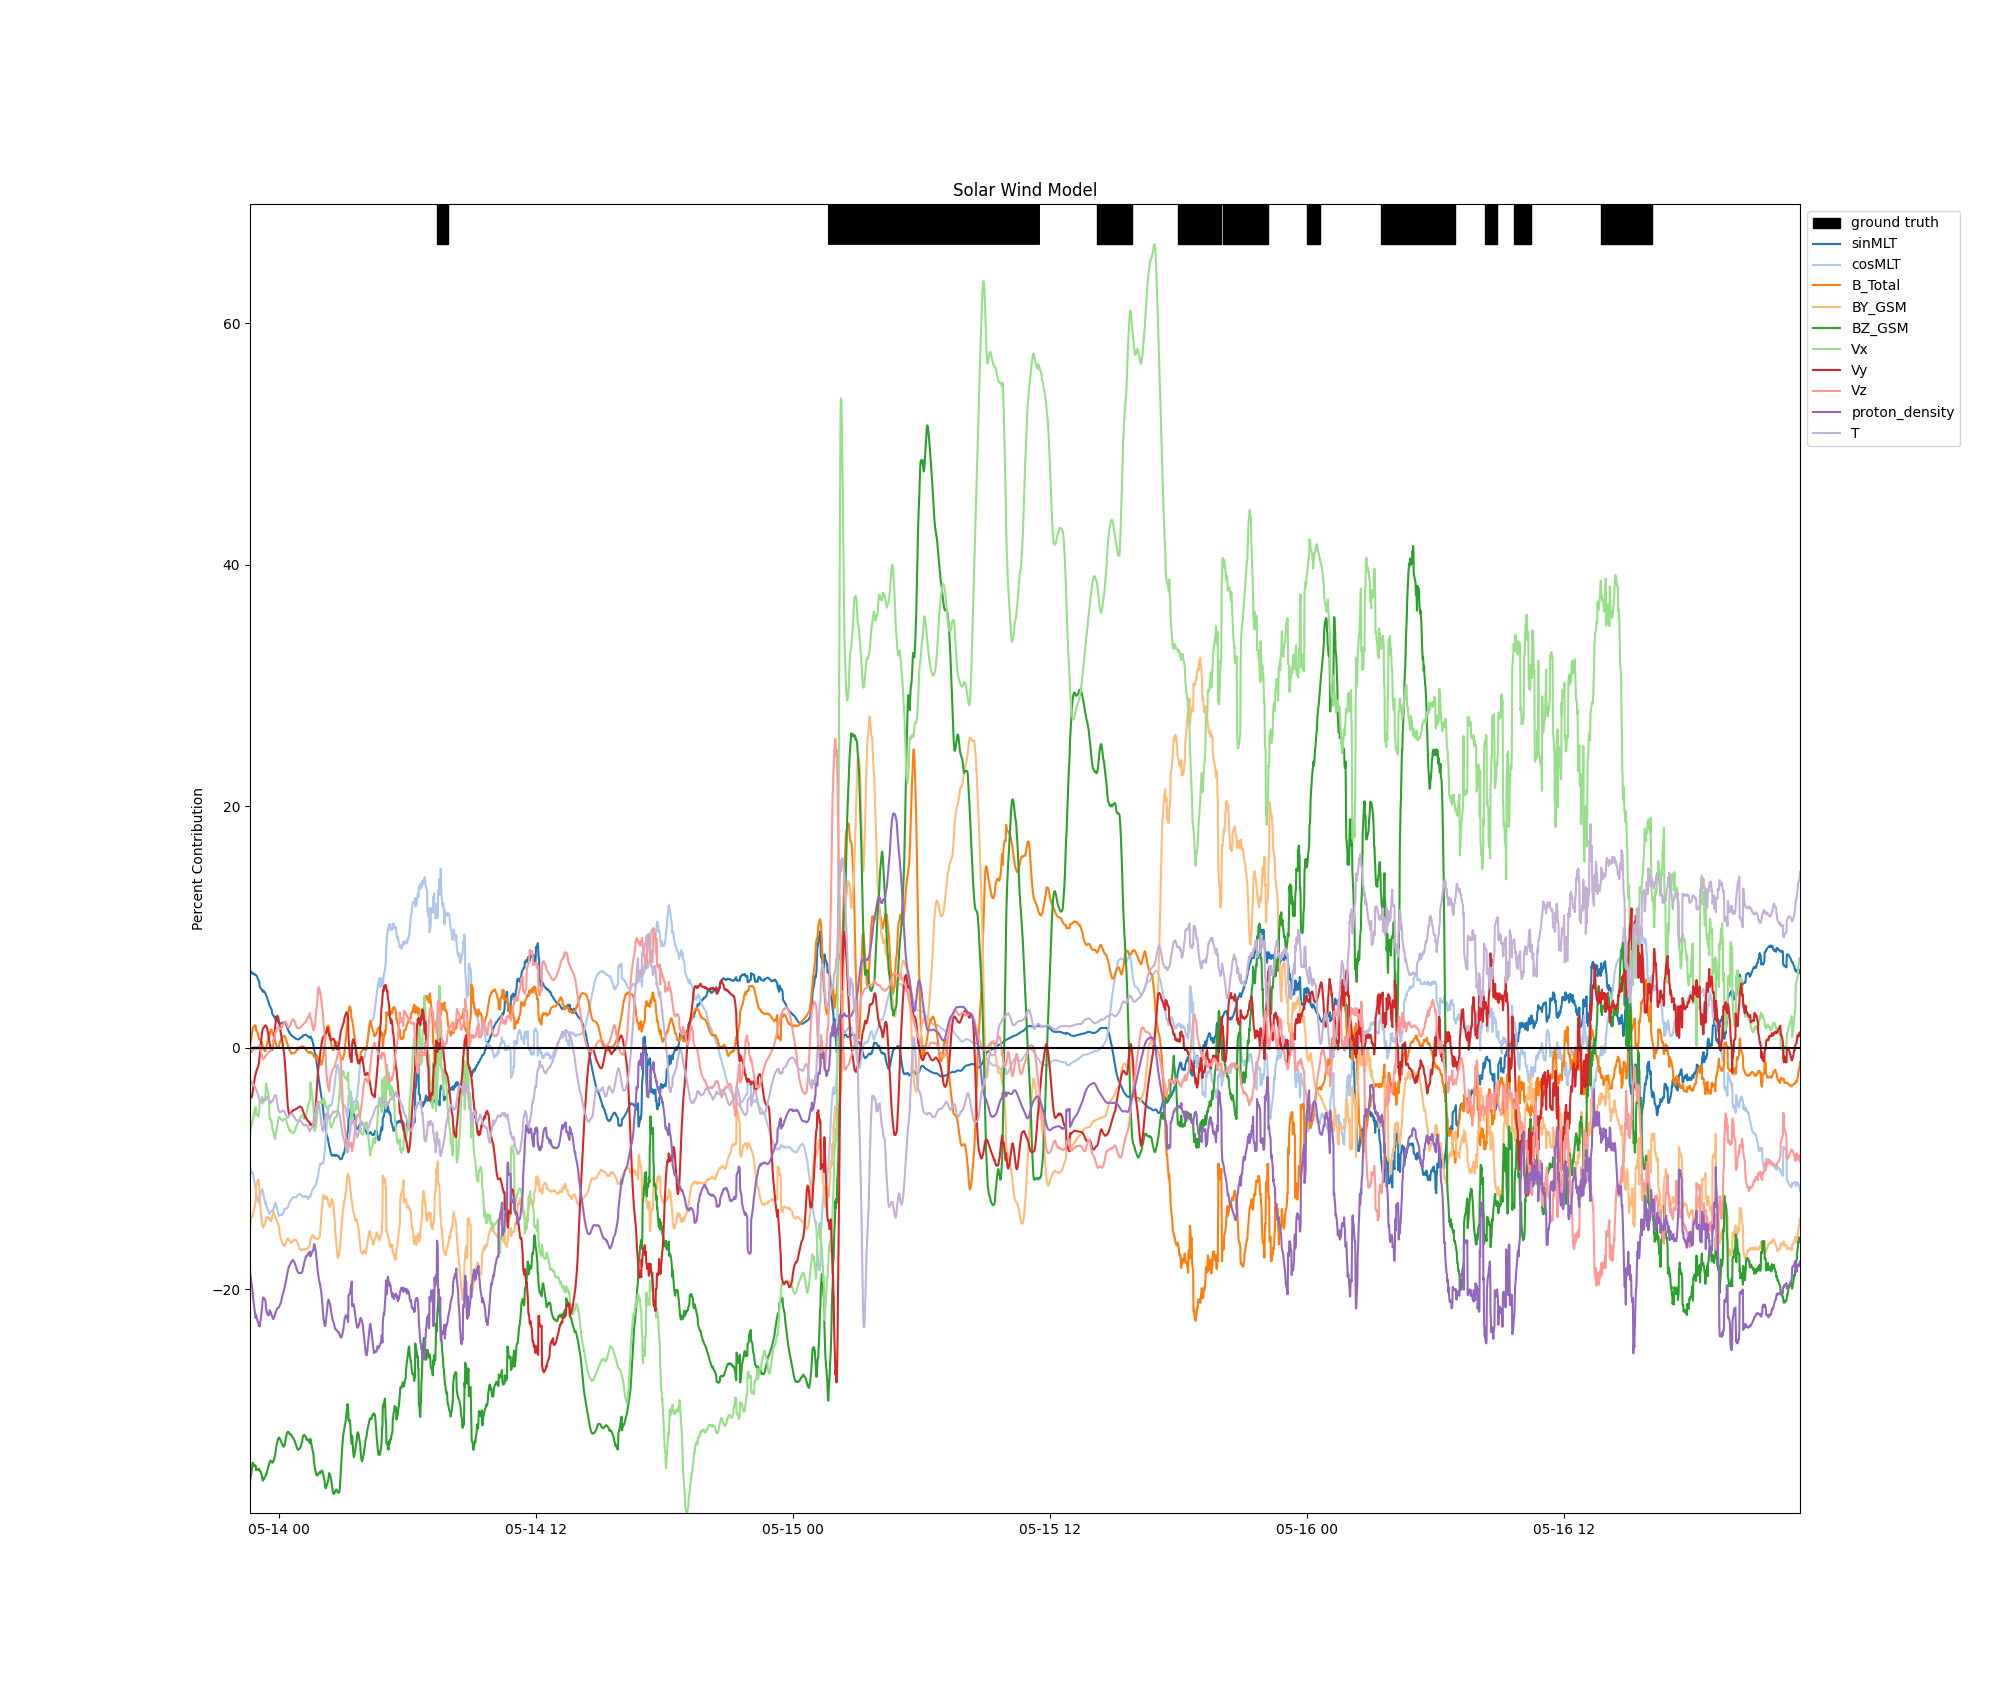 Solar Wind Model
ground truth
sinMLT
cosMLT
B_Total
BY_GSM
BZ_GSM
Vx
Vy
Vz
proton_density
T
Percent Contribution
60
40
20
0
−20
05-14 00
05-14 12
05-15 00
05-15 12
05-16 00
05-16 12